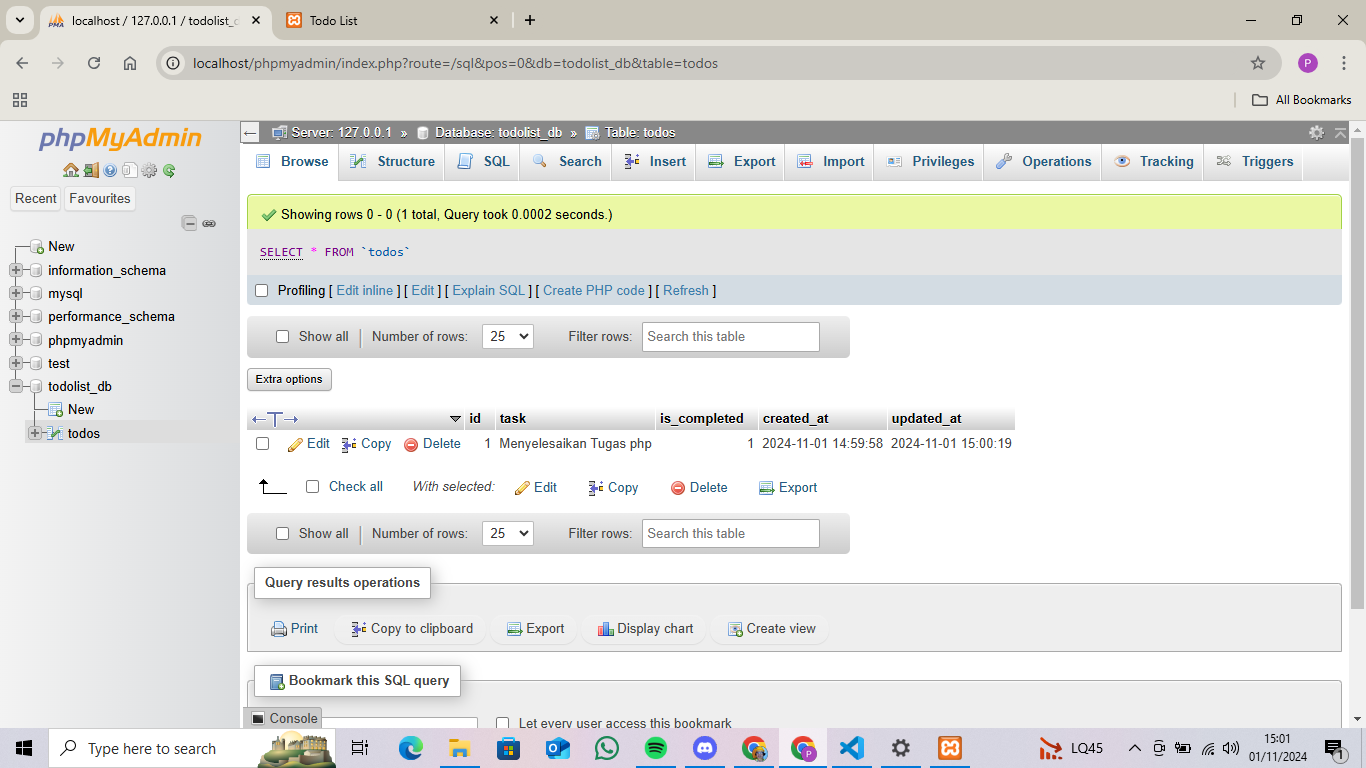 localhost / 127.0.0.1 / todolist_d
Todo List
localhost/phpmyadmin/index.php?route=/sql&pos=0&db=todolist_db&table=todos
P
All Bookmarks
phpMyAdmin
Recent Favourites
New
information_schema
mysql
performance_schema
phpmyadmin
test
todolist_db
New
todos
Server: 127.0.0.1 » Database: todolist_db » Table: todos
Browse Structure SQL Search Insert Export Import Privileges Operations Tracking Triggers
Showing rows 0 - 0 (1 total, Query took 0.0002 seconds.)
SELECT * FROM `todos`
Profiling [ Edit inline ] [ Edit ] [ Explain SQL ] [ Create PHP code ] [ Refresh ]
Show all Number of rows: 25 Filter rows: Search this table
Extra options
id task is_completed created_at updated_at
Edit Copy Delete 1 Menyelesaikan Tugas php 1 2024-11-01 14:59:58 2024-11-01 15:00:19
Check all With selected: Edit Copy Delete Export
Show all Number of rows: 25 Filter rows: Search this table
Query results operations
Print Copy to clipboard Export Display chart Create view
Bookmark this SQL query
Console
Let every user access this bookmark
Type here to search
LQ45
15:01
01/11/2024
1